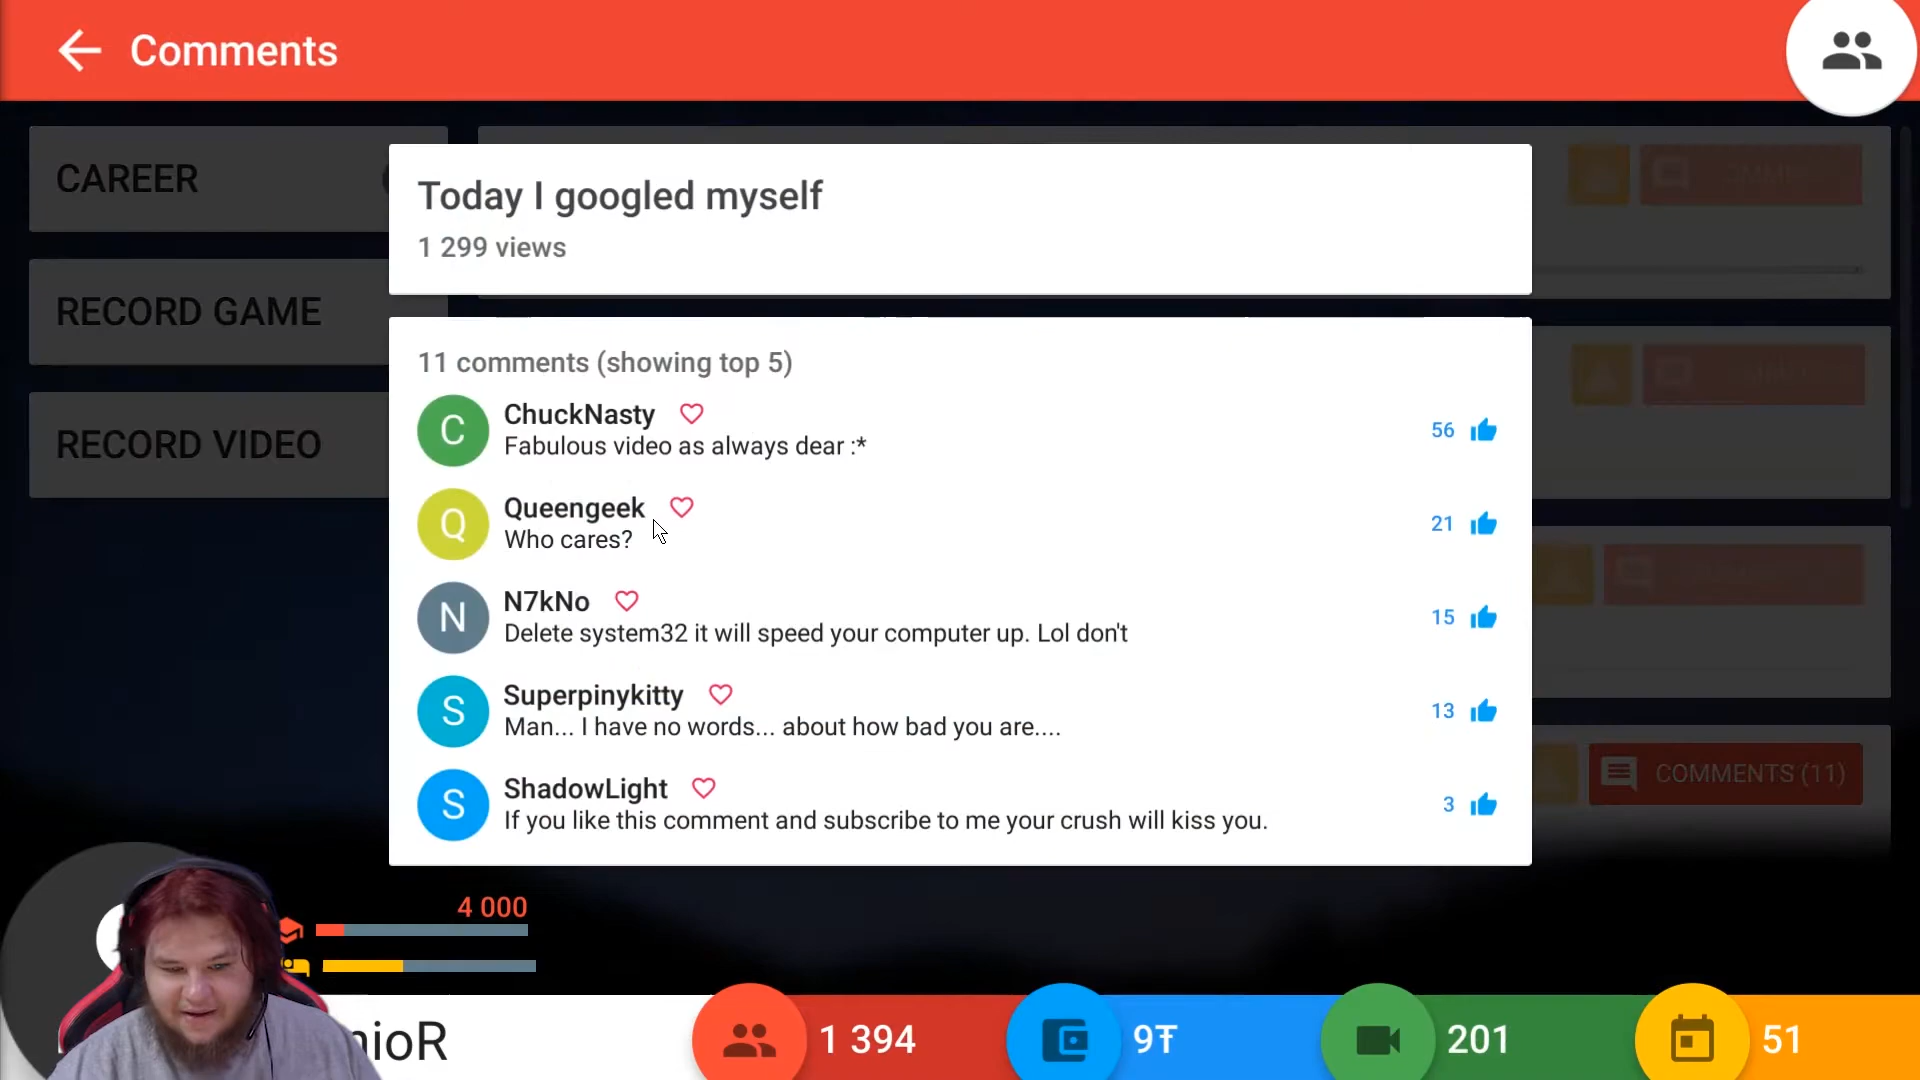 Comments
CAREER
RECORD GAME
RECORD VIDEO
Today I googled myself
1 299 views
11 comments (showing top 5)
C
ChuckNasty
Fabulous video as always dear :*
56
Q
Queengeek
Who cares?
21
N
N7kNo
Delete system32 it will speed your computer up. Lol don't
15
S
Superpinykitty
Man... I have no words... about how bad you are....
13
S
ShadowLight
If you like this comment and subscribe to me your crush will kiss you.
3
COMMENTS (11)
4 000
nioR
1 394
9₮
201
51